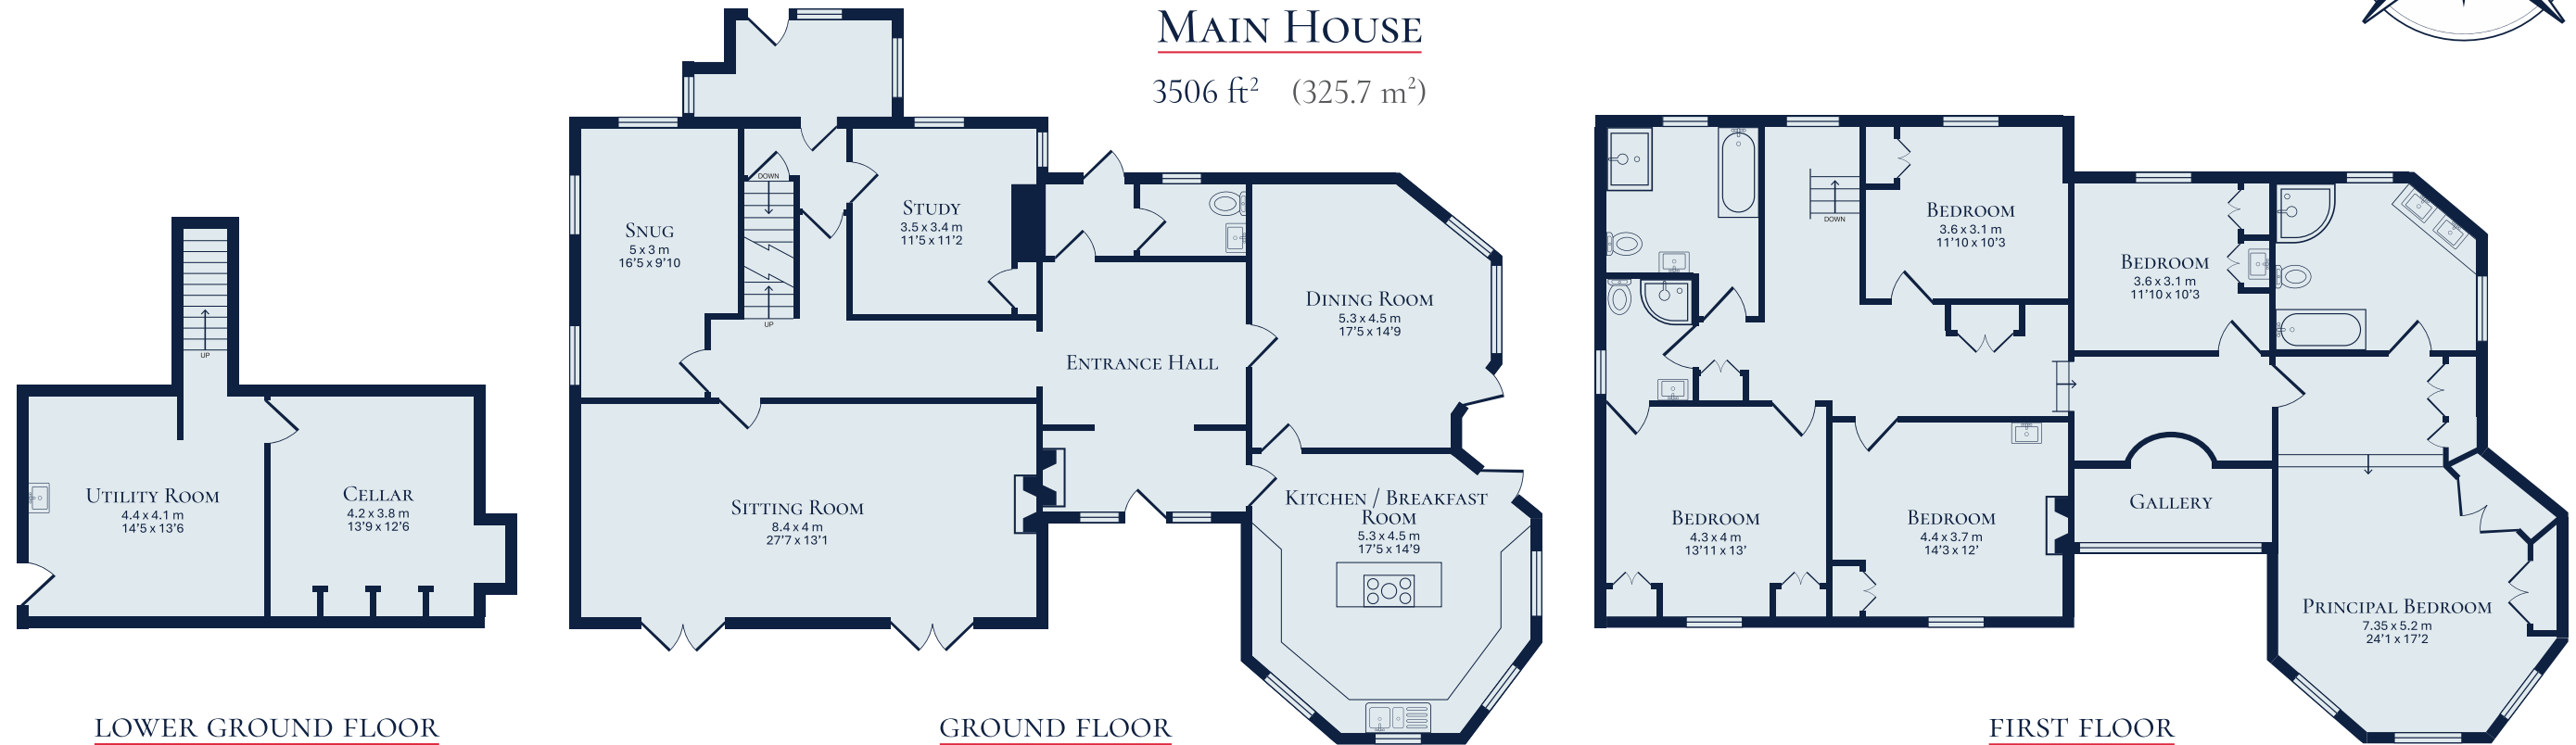 MAIN HOUSE
3506 ft² (325.7 m²)
UP
UTILITY ROOM
4.4 x 4.1 m
14'5 x 13'6
CELLAR
4.2 x 3.8 m
13'9 x 12'6
LOWER GROUND FLOOR
SNUG
5 x 3 m
16'5 x 9'10
DOWN
UP
STUDY
3.5 x 3.4 m
11'5 x 11'2
DINING ROOM
5.3 x 4.5 m
17'5 x 14'9
ENTRANCE HALL
SITTING ROOM
8.4 x 4 m
27'7 x 13'1
KITCHEN / BREAKFAST
ROOM
5.3 x 4.5 m
17'5 x 14'9
GROUND FLOOR
DOWN
BEDROOM
3.6 x 3.1 m
11'10 x 10'3
BEDROOM
3.6 x 3.1 m
11'10 x 10'3
BEDROOM
4.3 x 4 m
13'11 x 13'
BEDROOM
4.4 x 3.7 m
14'3 x 12'
GALLERY
PRINCIPAL BEDROOM
7.35 x 5.2 m
24'1 x 17'2
FIRST FLOOR